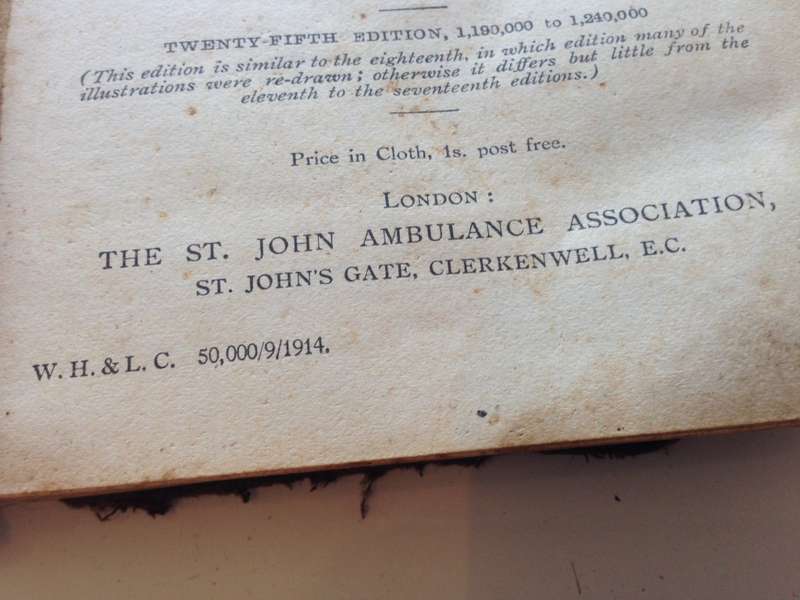 TWENTY-FIFTH EDITION, 1,190,000 to 1,240,000
(This edition is similar to the eighteenth, in which edition many of the
illustrations were re-drawn; otherwise it differs but little from the
eleventh to the seventeenth editions.)
Price in Cloth, 1s. post free.
LONDON:
THE ST. JOHN AMBULANCE ASSOCIATION,
ST. JOHN'S GATE, CLERKENWELL, E.C.
W. H. & L. C. 50,000/9/1914.